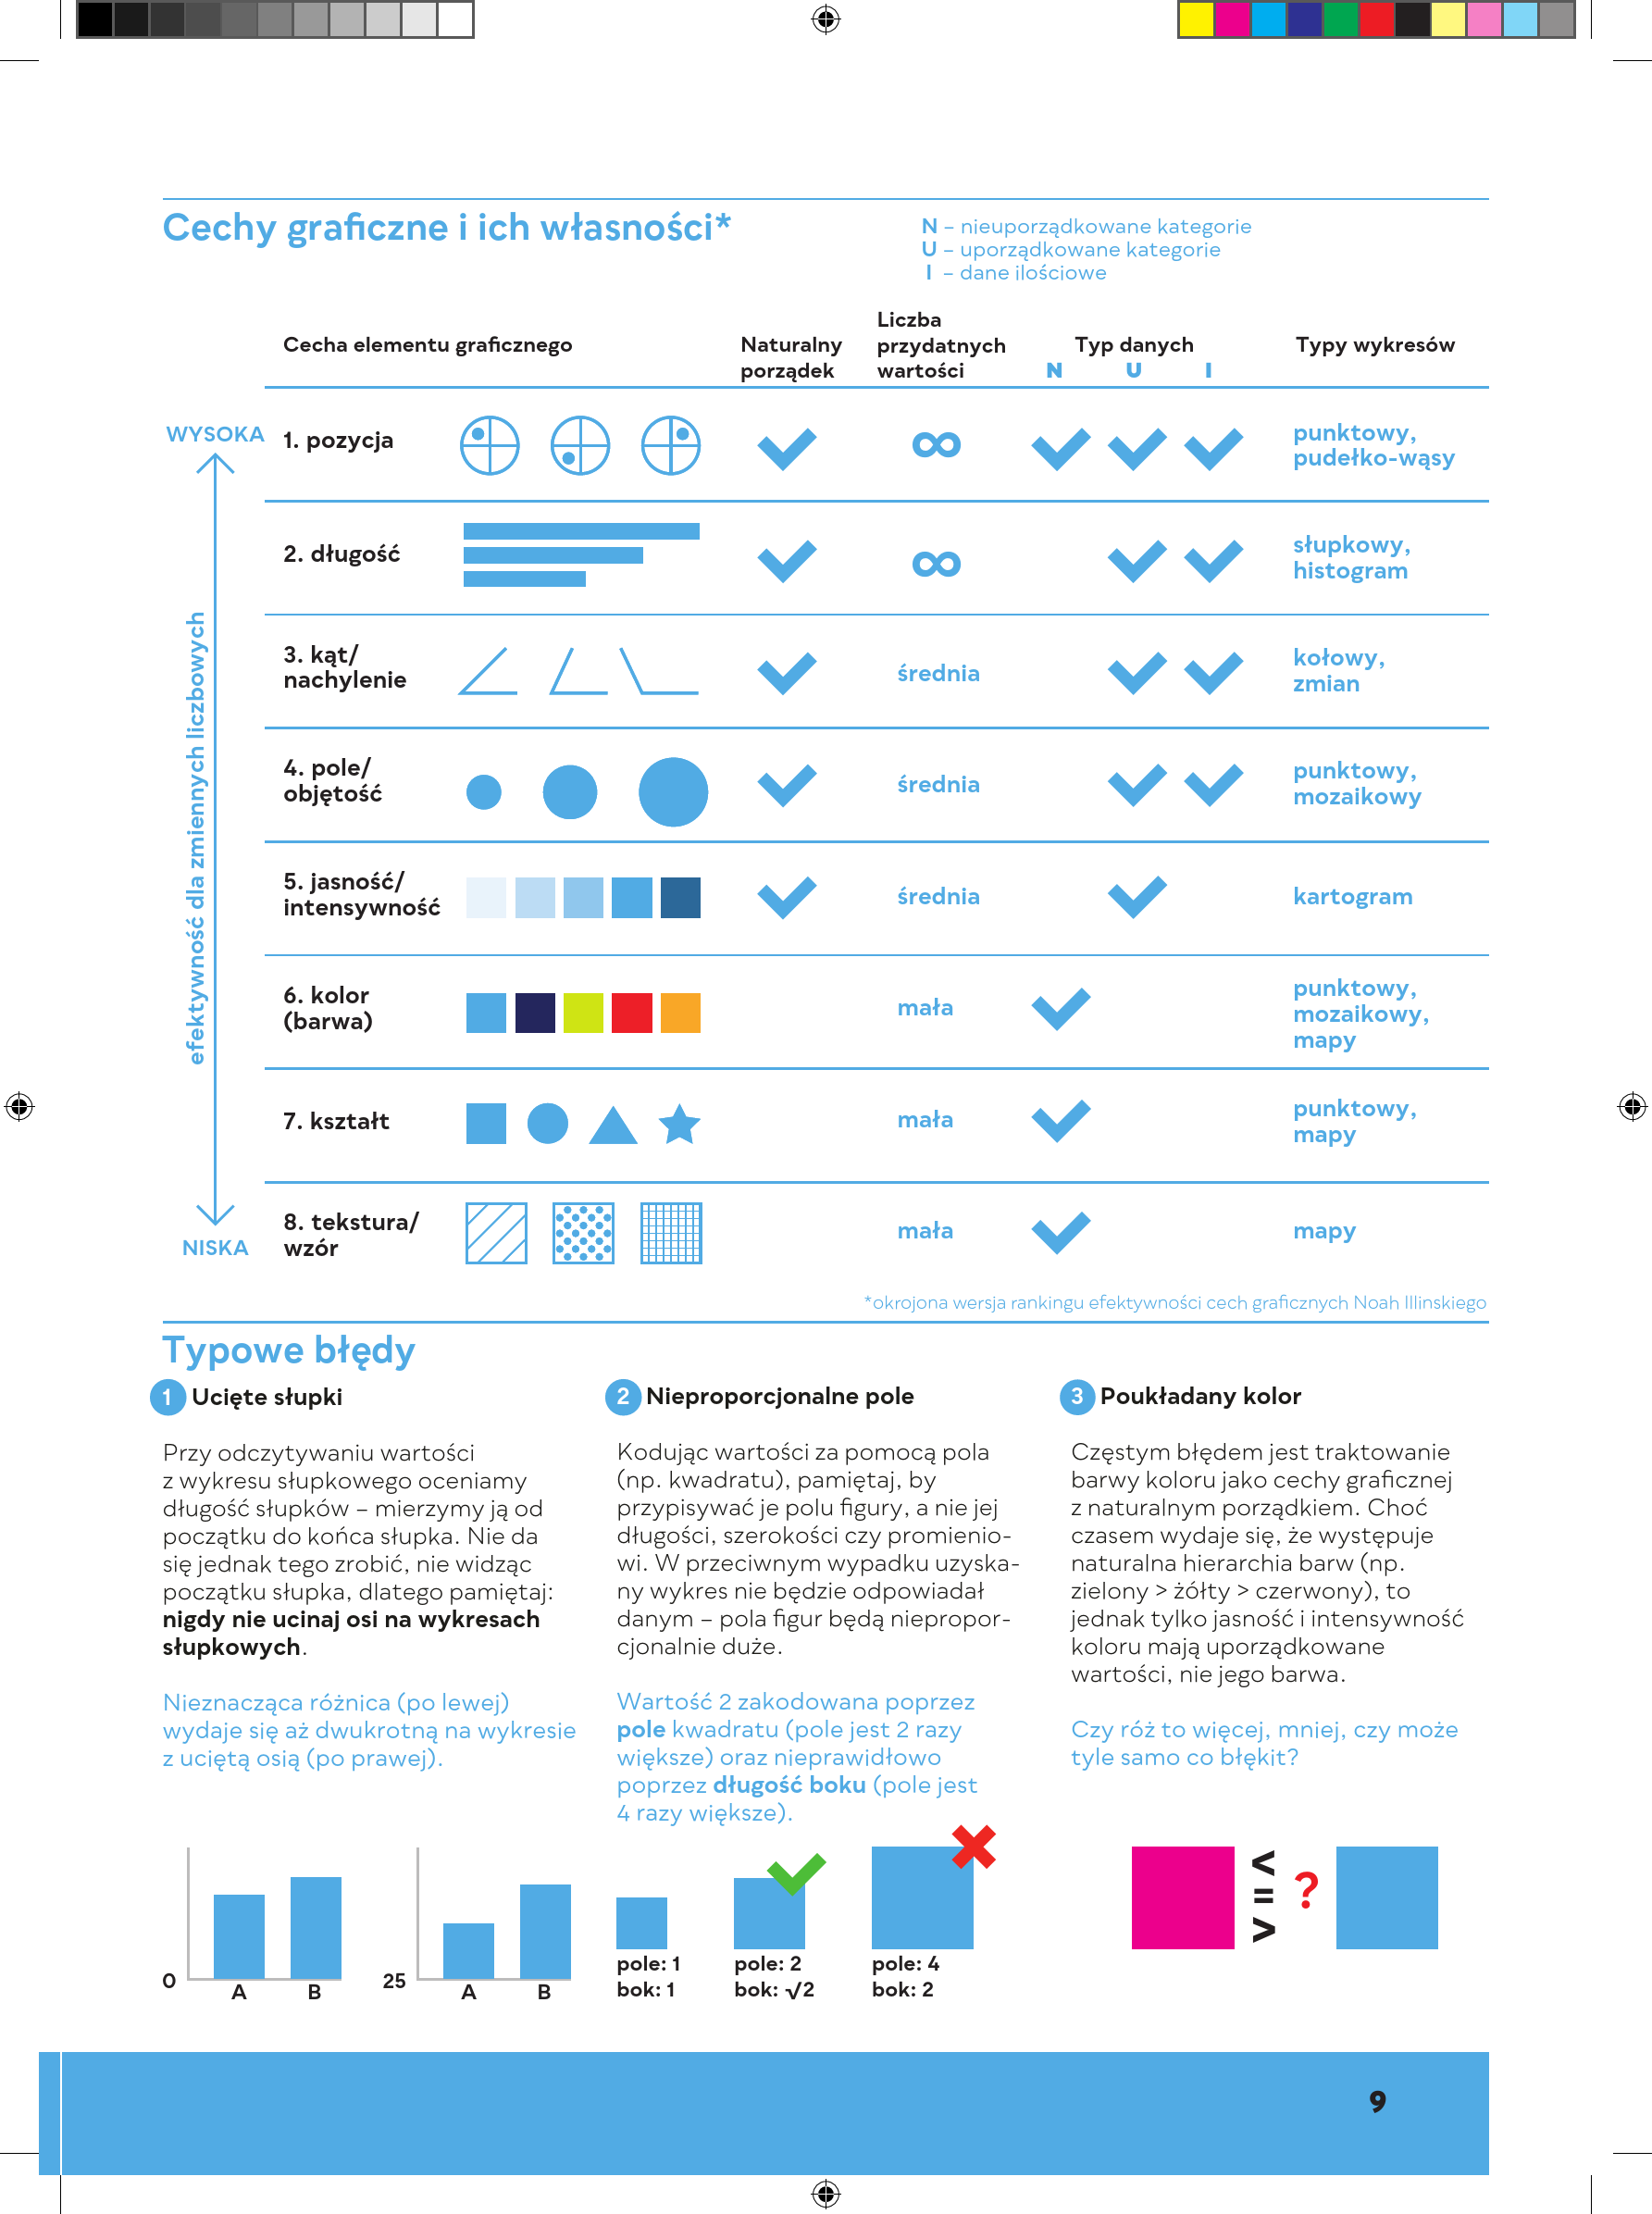 Cechy graficzne i ich własności*
N – nieuporządkowane kategorie
U – uporządkowane kategorie
I – dane ilościowe
Cecha elementu graficznego
Naturalny
porządek
Liczba
przydatnych
wartości
Typ danych
N U I
Typy wykresów
WYSOKA
efektywność dla zmiennych liczbowych
NISKA
1. pozycja
∞
punktowy,
pudełko-wąsy
2. długość
∞
słupkowy,
histogram
3. kąt/
nachylenie
średnia
kołowy,
zmian
4. pole/
objętość
średnia
punktowy,
mozaikowy
5. jasność/
intensywność
średnia
kartogram
6. kolor
(barwa)
mała
punktowy,
mozaikowy,
mapy
7. kształt
mała
punktowy,
mapy
8. tekstura/
wzór
mała
mapy
*okrojona wersja rankingu efektywności cech graficznych Noah Illinskiego
Typowe błędy
1 Ucięte słupki
Przy odczytywaniu wartości
z wykresu słupkowego oceniamy
długość słupków – mierzymy ją od
początku do końca słupka. Nie da
się jednak tego zrobić, nie widząc
początku słupka, dlatego pamiętaj:
nigdy nie ucinaj osi na wykresach
słupkowych.
Nieznacząca różnica (po lewej)
wydaje się aż dwukrotną na wykresie
z uciętą osią (po prawej).
0
A B
25
A B
2 Nieproporcjonalne pole
Kodując wartości za pomocą pola
(np. kwadratu), pamiętaj, by
przypisywać je polu figury, a nie jej
długości, szerokości czy promienio-
wi. W przeciwnym wypadku uzyska-
ny wykres nie będzie odpowiadał
danym – pola figur będą niepropor-
cjonalnie duże.
Wartość 2 zakodowana poprzez
pole kwadratu (pole jest 2 razy
większe) oraz nieprawidłowo
poprzez długość boku (pole jest
4 razy większe).
pole: 1
bok: 1
pole: 2
bok: √2
pole: 4
bok: 2
3 Poukładany kolor
Częstym błędem jest traktowanie
barwy koloru jako cechy graficznej
z naturalnym porządkiem. Choć
czasem wydaje się, że występuje
naturalna hierarchia barw (np.
zielony > żółty > czerwony), to
jednak tylko jasność i intensywność
koloru mają uporządkowane
wartości, nie jego barwa.
Czy róż to więcej, mniej, czy może
tyle samo co błękit?
<
=
>
?
9